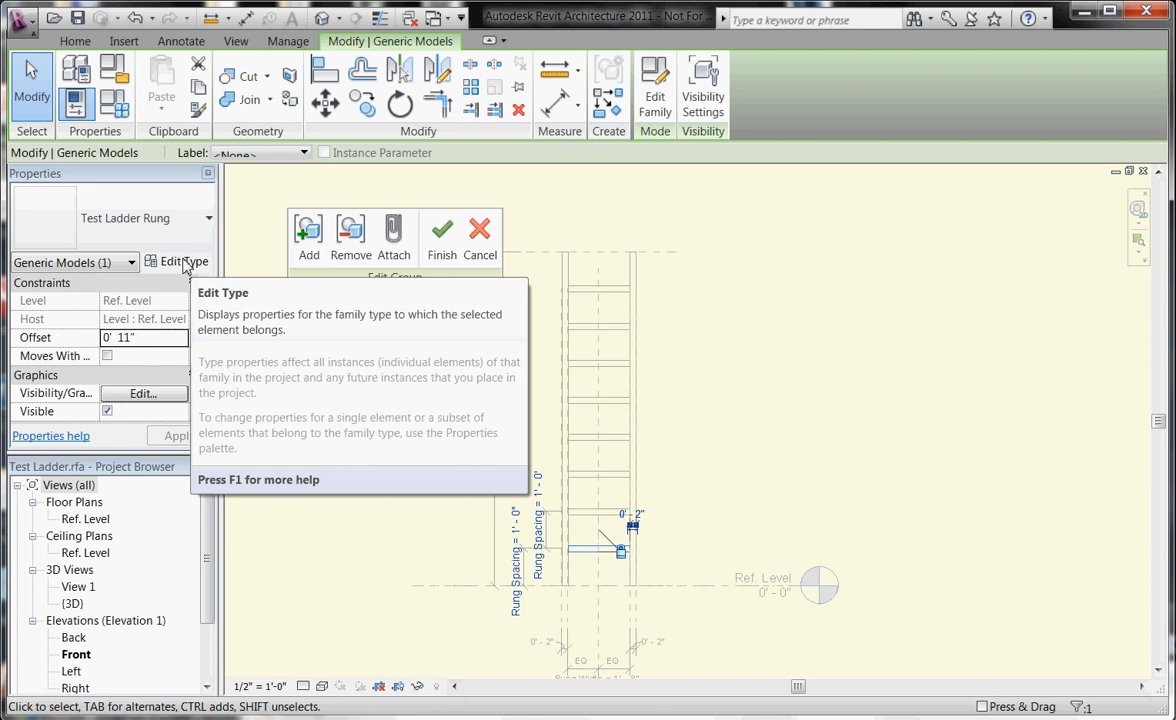 Autodesk Revit Architecture 2011 - Not For ...
Type a keyword or phrase
Home
Insert
Annotate
View
Manage
Modify | Generic Models
Modify
Paste
Cut
Join
Edit
Family
Visibility
Settings
Select
Properties
Clipboard
Geometry
Modify
Measure
Create
Mode
Visibility
Modify | Generic Models
Label:
<None>
Instance Parameter
Properties
Test Ladder Rung
Generic Models (1)
Edit Type
Constraints
Level
Ref. Level
Host
Level : Ref. Level
Offset
0' 11"
Moves With ...
Graphics
Visibility/Gra...
Edit...
Visible
Properties help
Appl
Add
Remove
Attach
Finish
Cancel
Edit Group
Edit Type
Displays properties for the family type to which the selected
element belongs.
Type properties affect all instances (individual elements) of that
family in the project and any future instances that you place in
the project.
To change properties for a single element or a subset of
elements that belong to the family type, use the Properties
palette.
Press F1 for more help
Test Ladder.rfa - Project Browser
Views (all)
Floor Plans
Ref. Level
Ceiling Plans
Ref. Level
3D Views
View 1
{3D}
Elevations (Elevation 1)
Back
Front
Left
Right
Rung Spacing = 1' - 0"
Rung Spacing = 1' - 0"
0' - 2"
Ref. Level
0' - 0"
0' - 2"
0' - 2"
EQ
EQ
1/2" = 1'-0"
Click to select, TAB for alternates, CTRL adds, SHIFT unselects.
Press & Drag
:1